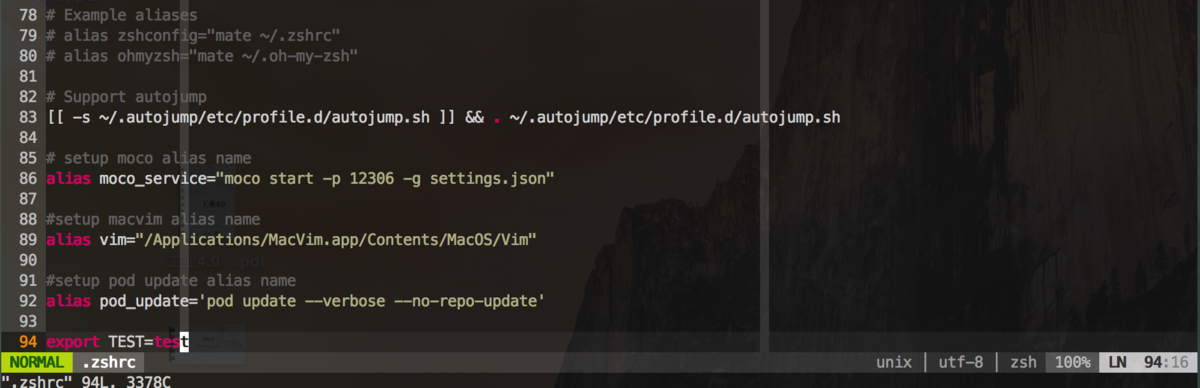 78 # Example aliases
79 # alias zshconfig="mate ~/.zshrc"
80 # alias ohmyzsh="mate ~/.oh-my-zsh"
81
82 # Support autojump
83 [[ -s ~/.autojump/etc/profile.d/autojump.sh ]] && . ~/.autojump/etc/profile.d/autojump.sh
84
85 # setup moco alias name
86 alias moco_service="moco start -p 12306 -g settings.json"
87
88 #setup macvim alias name
89 alias vim="/Applications/MacVim.app/Contents/MacOS/Vim"
90
91 #setup pod update alias name
92 alias pod_update='pod update --verbose --no-repo-update'
93
94 export TEST=test
NORMAL .zshrc unix | utf-8 | zsh 100% LN 94:16
".zshrc" 94L, 3378C